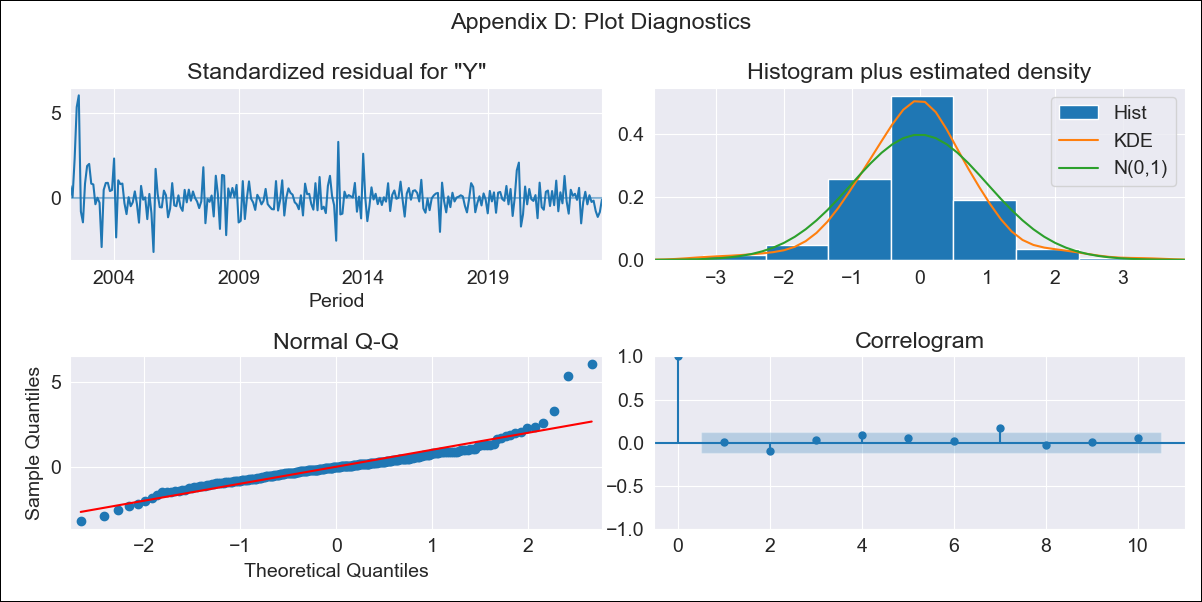 Appendix D: Plot Diagnostics
Standardized residual for "Y"
5
0
2004 2009 2014 2019
Period
Histogram plus estimated density
Hist
KDE
N(0,1)
0.4
0.2
0.0
−3 −2 −1 0 1 2 3
Normal Q-Q
Sample Quantiles
5
0
−2 −1 0 1 2
Theoretical Quantiles
Correlogram
1.0
0.5
0.0
−0.5
−1.0
0 2 4 6 8 10